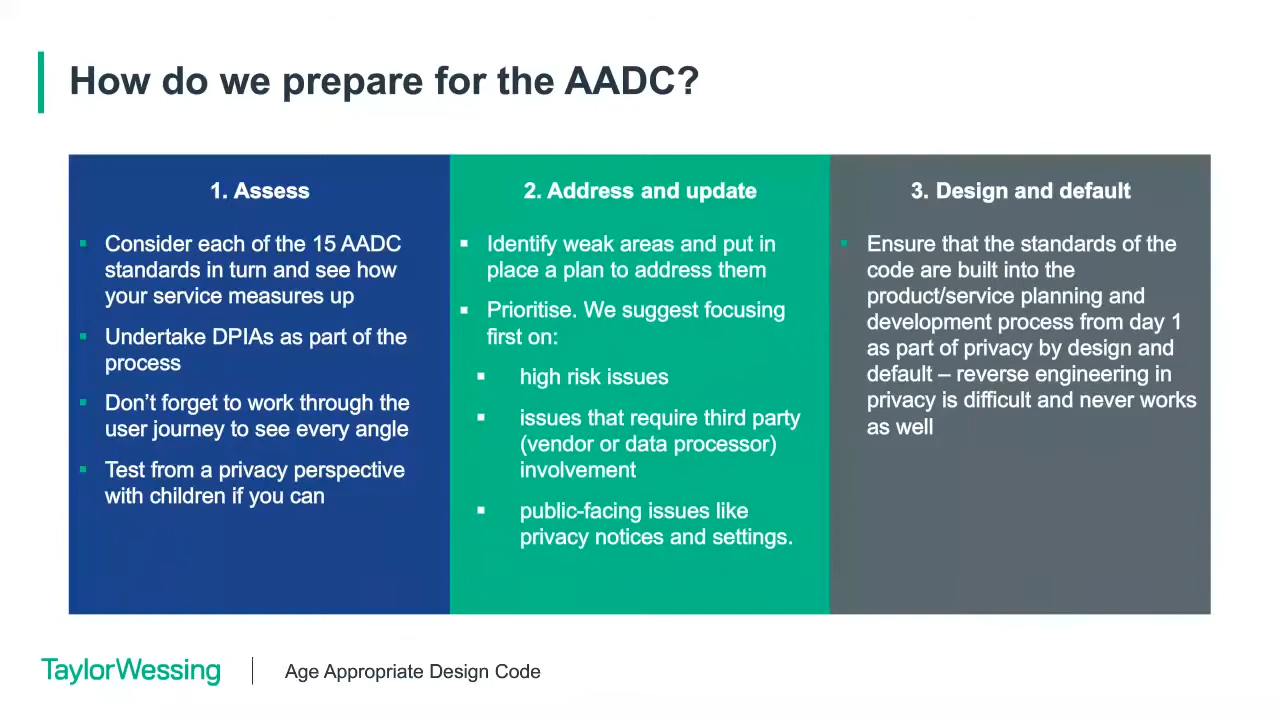 How do we prepare for the AADC?
1. Assess
Consider each of the 15 AADC
standards in turn and see how
your service measures up
Undertake DPIAs as part of the
process
Don't forget to work through the
user journey to see every angle
Test from a privacy perspective
with children if you can
2. Address and update
Identify weak areas and put in
place a plan to address them
Prioritise. We suggest focusing
first on:
high risk issues
issues that require third party
(vendor or data processor)
involvement
public-facing issues like
privacy notices and settings.
3. Design and default
Ensure that the standards of the
code are built into the
product/service planning and
development process from day 1
as part of privacy by design and
default – reverse engineering in
privacy is difficult and never works
as well
TaylorWessing
Age Appropriate Design Code